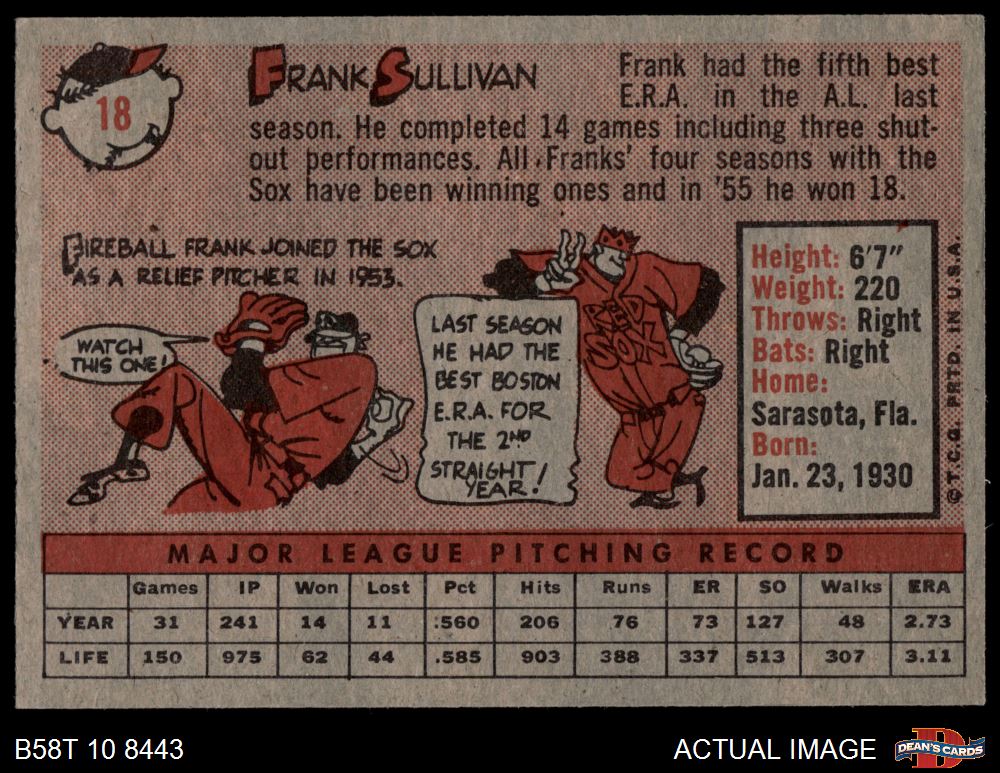 18
FRANK SULLIVAN
Frank had the fifth best
E.R.A. in the A.L. last
season. He completed 14 games including three shut-
out performances. All Franks' four seasons with the
Sox have been winning ones and in '55 he won 18.
FIREBALL FRANK JOINED THE SOX
AS A RELIEF PITCHER IN 1953.
WATCH
THIS ONE!
LAST SEASON
HE HAD THE
BEST BOSTON
E.R.A. FOR
THE 2ND
STRAIGHT
YEAR!
RED
SOX
Height: 6'7"
Weight: 220
Throws: Right
Bats: Right
Home:
Sarasota, Fla.
Born:
Jan. 23, 1930
© T.C.G. PRTD. IN U.S.A.
MAJOR LEAGUE PITCHING RECORD
Games IP Won Lost Pct Hits Runs ER SO Walks ERA
YEAR 31 241 14 11 .560 206 76 73 127 48 2.73
LIFE 150 975 62 44 .585 903 388 337 513 307 3.11
B58T 10 8443
ACTUAL IMAGE
D
DEAN'S CARDS